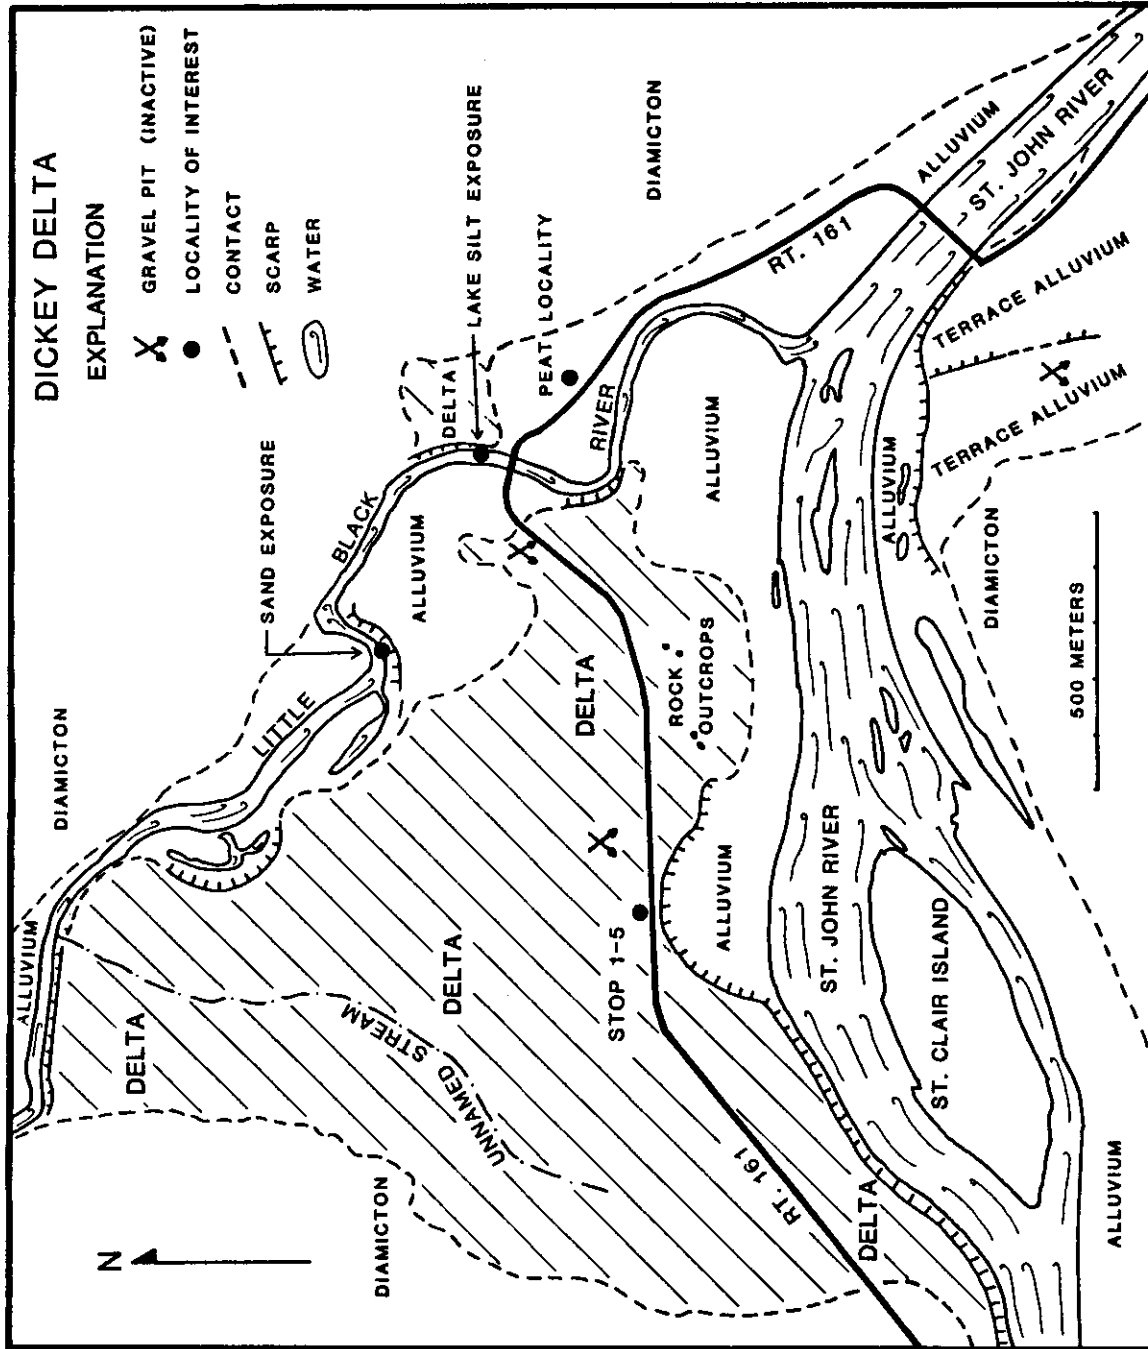 DICKEY DELTA
EXPLANATION
GRAVEL PIT (INACTIVE)
LOCALITY OF INTEREST
CONTACT
SCARP
WATER
N
DIAMICTON
ALLUVIUM
DELTA
UNNAMED STREAM
DIAMICTON
LITTLE
BLACK
RIVER
SAND EXPOSURE
ALLUVIUM
DELTA
LAKE SILT EXPOSURE
PEAT LOCALITY
DIAMICTON
DELTA
STOP 1-5
DELTA
ROCK
OUTCROPS
ALLUVIUM
ALLUVIUM
RT. 161
RT. 161
DELTA
ALLUVIUM
ST. JOHN RIVER
ST. JOHN RIVER
ST. CLAIR ISLAND
ALLUVIUM
TERRACE ALLUVIUM
TERRACE ALLUVIUM
DIAMICTON
500 METERS
ALLUVIUM